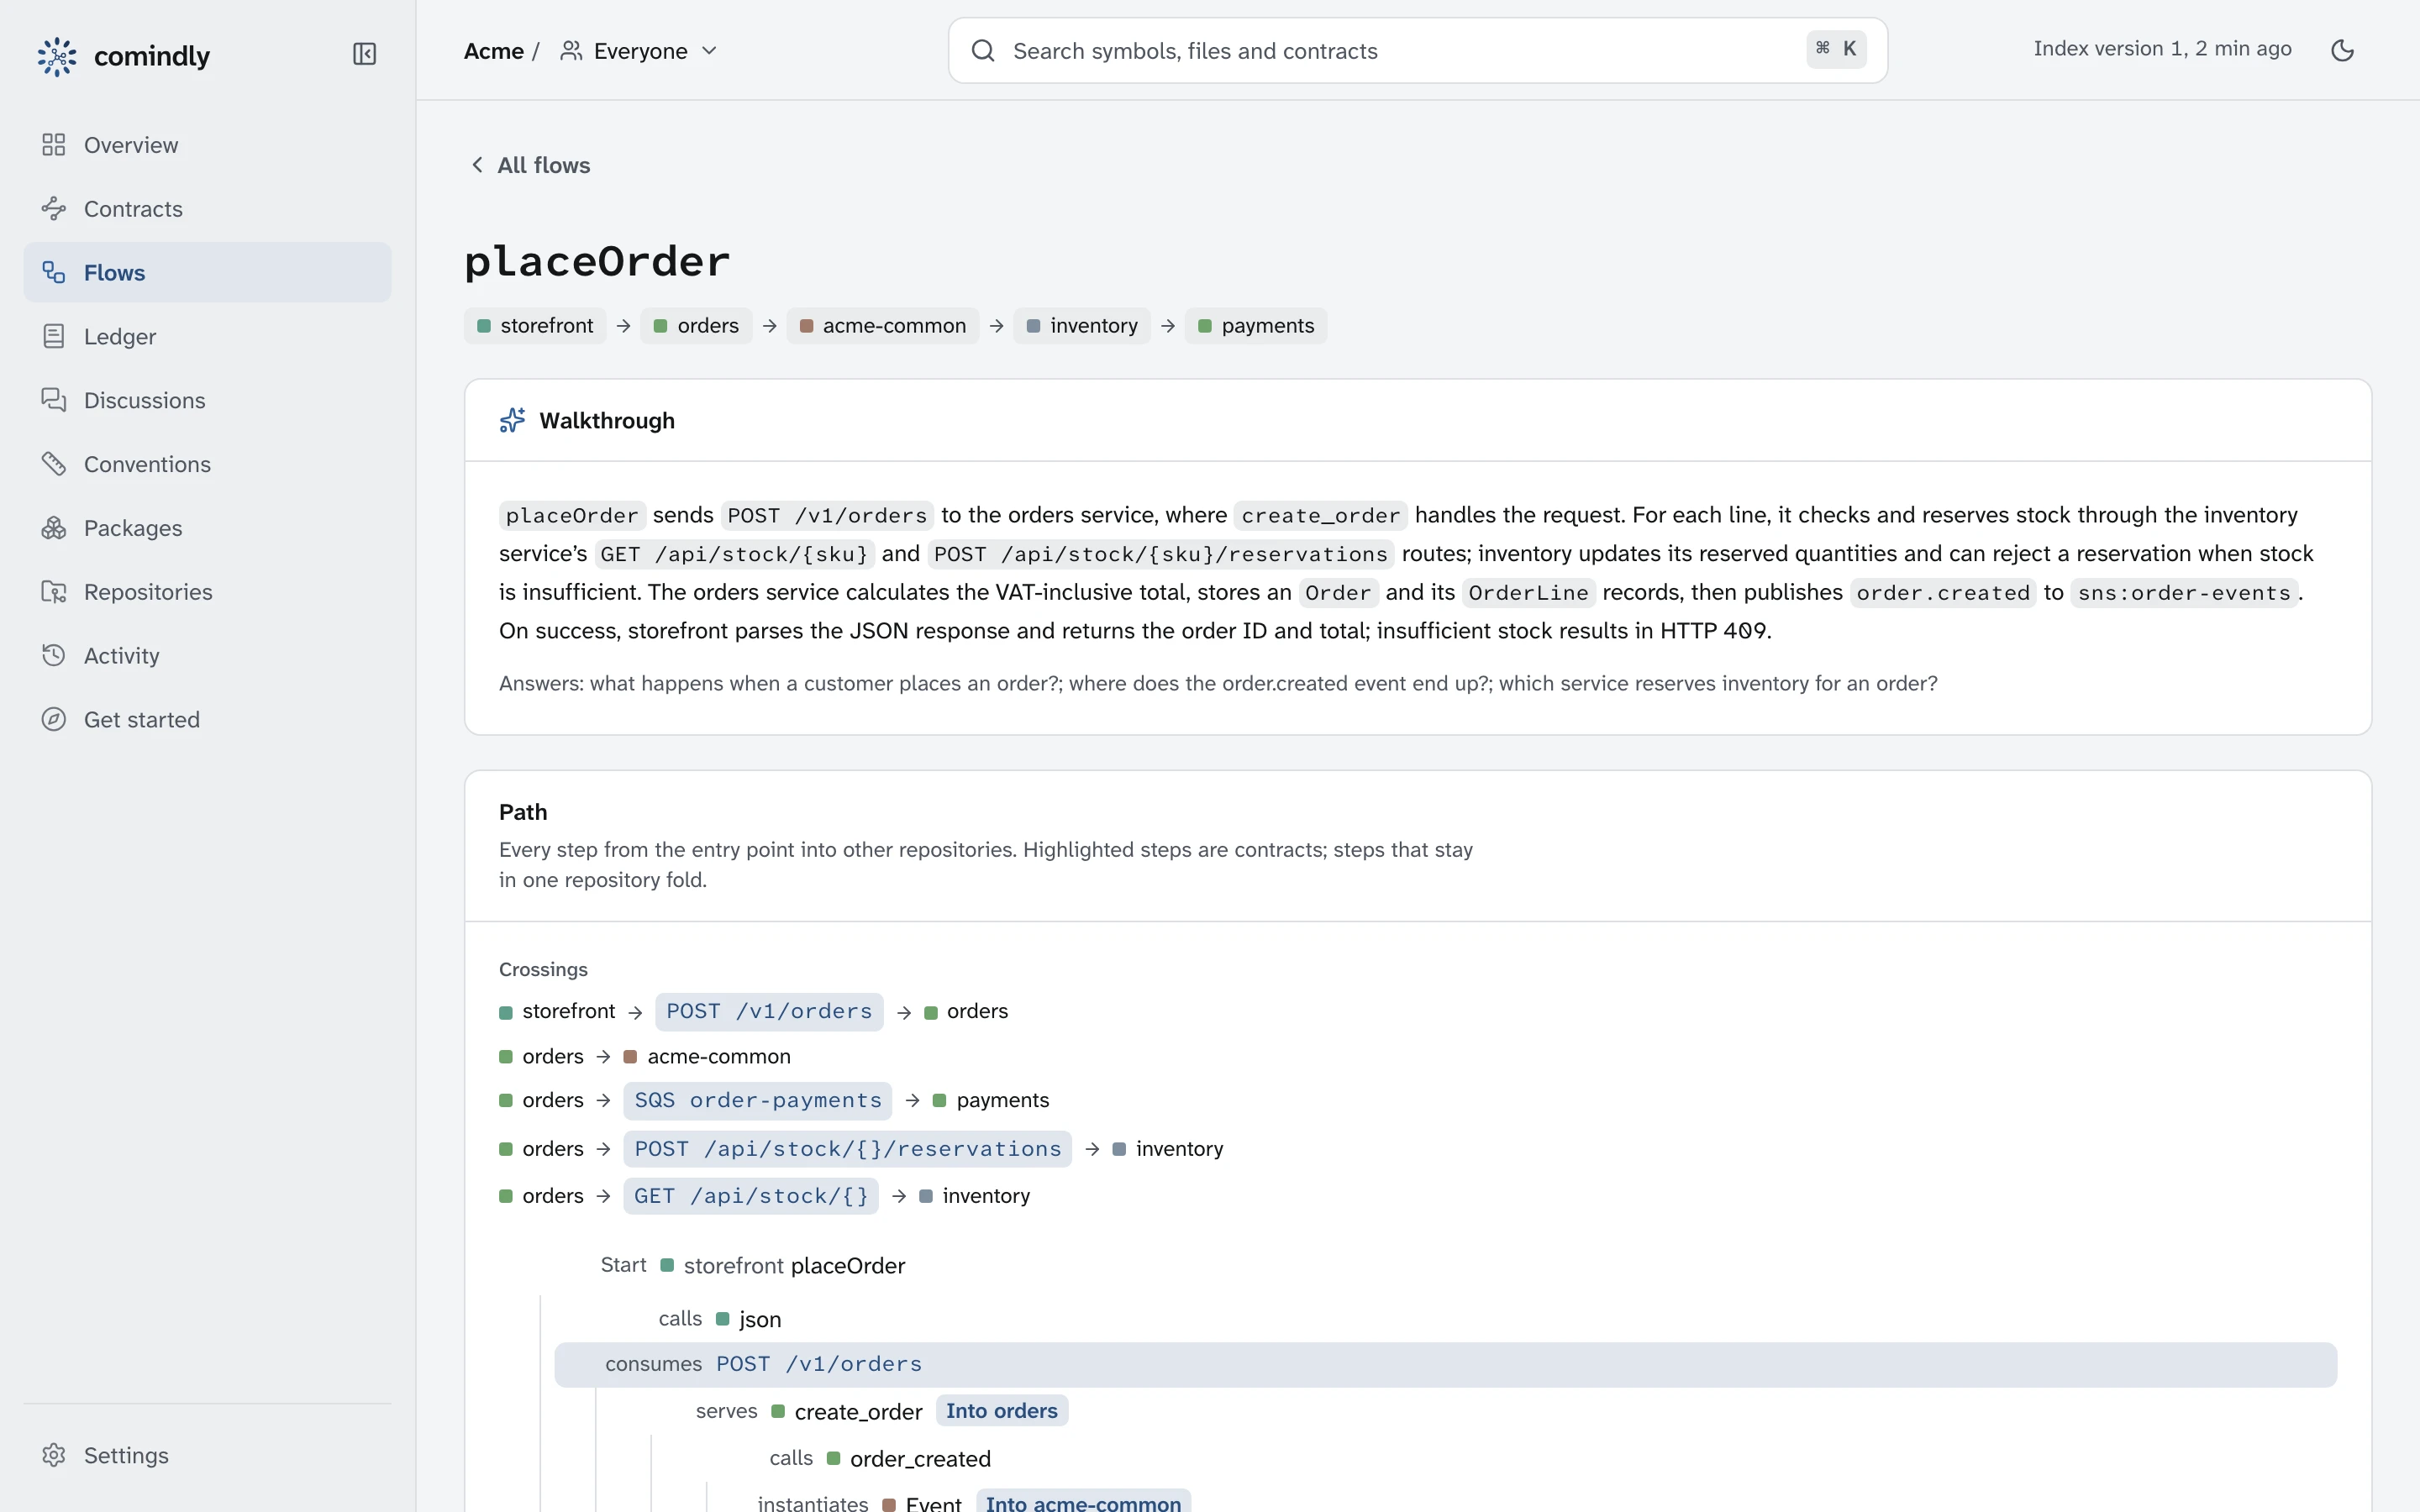 comindly
Acme / Everyone
Search symbols, files and contracts
⌘ K
Index version 1, 2 min ago
Overview
Contracts
Flows
Ledger
Discussions
Conventions
Packages
Repositories
Activity
Get started
Settings
All flows
placeOrder
storefront → orders → acme-common → inventory → payments
Walkthrough
placeOrder sends POST /v1/orders to the orders service, where create_order handles the request. For each line, it checks and reserves stock through the inventory
service’s GET /api/stock/{sku} and POST /api/stock/{sku}/reservations routes; inventory updates its reserved quantities and can reject a reservation when stock
is insufficient. The orders service calculates the VAT-inclusive total, stores an Order and its OrderLine records, then publishes order.created to sns:order-events.
On success, storefront parses the JSON response and returns the order ID and total; insufficient stock results in HTTP 409.
Answers: what happens when a customer places an order?; where does the order.created event end up?; which service reserves inventory for an order?
Path
Every step from the entry point into other repositories. Highlighted steps are contracts; steps that stay
in one repository fold.
Crossings
storefront → POST /v1/orders → orders
orders → acme-common
orders → SQS order-payments → payments
orders → POST /api/stock/{}/reservations → inventory
orders → GET /api/stock/{} → inventory
Start storefront placeOrder
calls json
consumes POST /v1/orders
serves create_order Into orders
calls order_created
instantiates Event Into acme-common